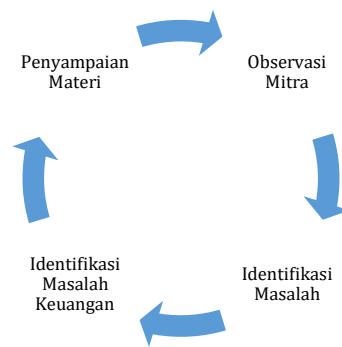 Penyampaian
Materi
Observasi
Mitra
Identifikasi
Masalah
Identifikasi
Masalah
Keuangan